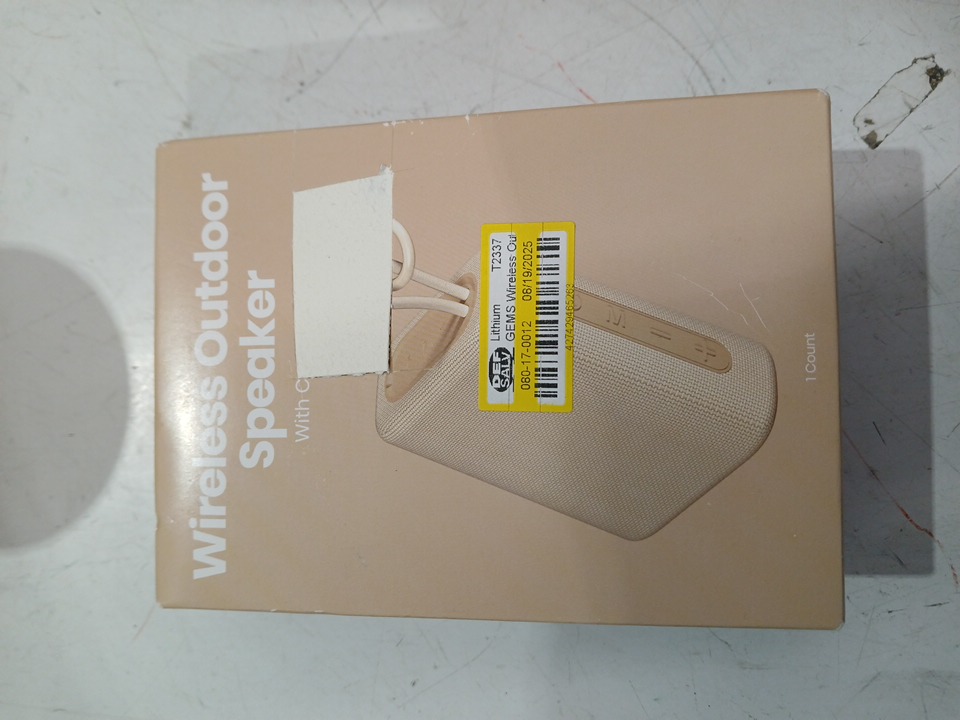 Wireless Outdoor
Speaker
With C
DEF
SALV
Lithium T2337
GEMS Wireless Out
080-17-0012 08/19/2025
427429465262
M
1 Count